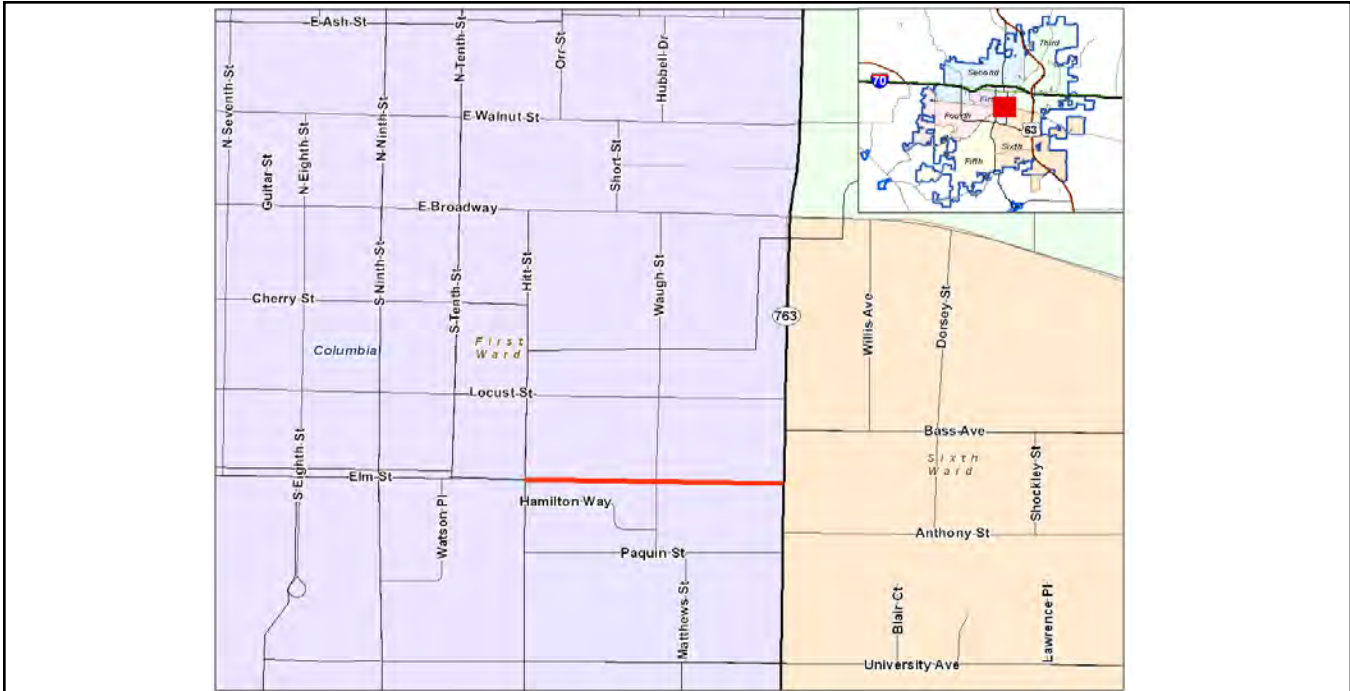 E Ash St
N Seventh St
Guitar St
N Eighth St
N Ninth St
N Tenth St
Orr St
Hubbell Dr
E Walnut St
Short St
E Broadway
S Ninth St
S Tenth St
Hitt St
Waugh St
Cherry St
Columbia
First
Ward
763
Willis Ave
Dorsey St
Locust St
Bass Ave
Sixth
Ward
Shockley St
S Eighth St
Elm St
Watson Pl
Hamilton Way
Anthony St
Paquin St
Matthews St
Blair Ct
Lawrence Pl
University Ave
Third
Second
70
Fourth
63
Sixth
Fifth